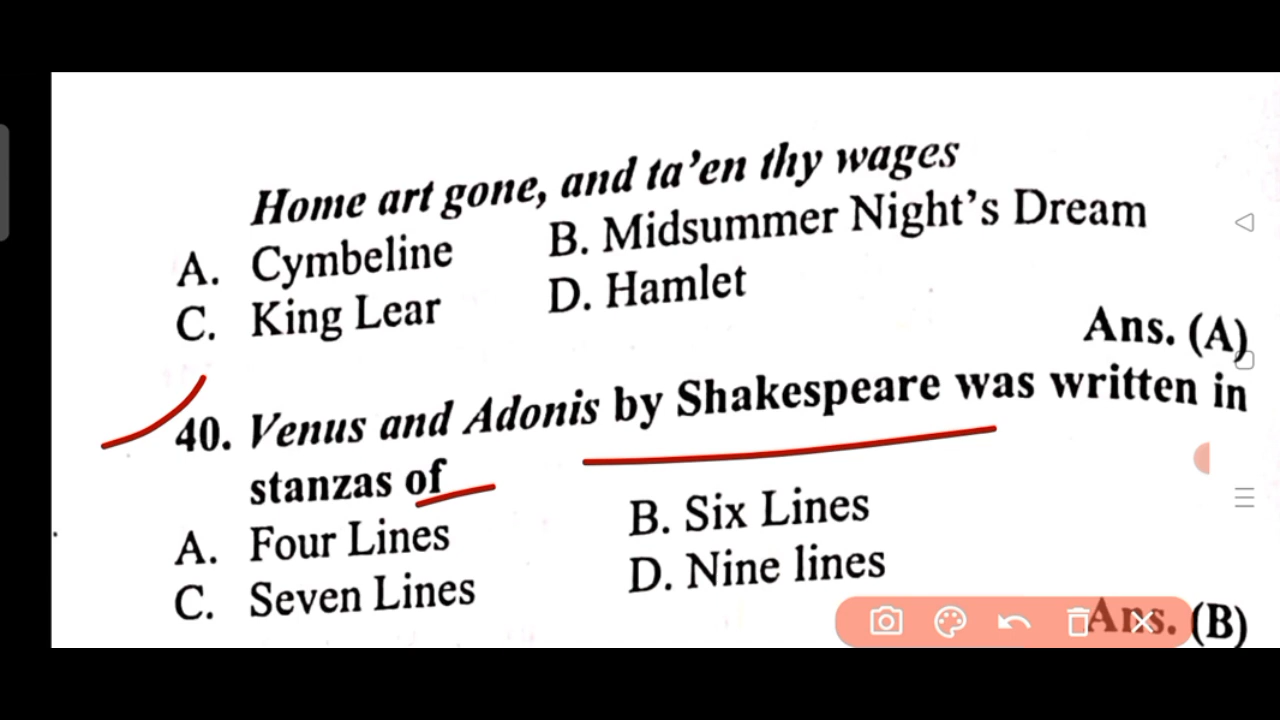 Home art gone, and ta'en thy wages
A. Cymbeline B. Midsummer Night's Dream
C. King Lear D. Hamlet
Ans. (A)
40. Venus and Adonis by Shakespeare was written in
stanzas of
A. Four Lines B. Six Lines
C. Seven Lines D. Nine lines
Ans. (B)